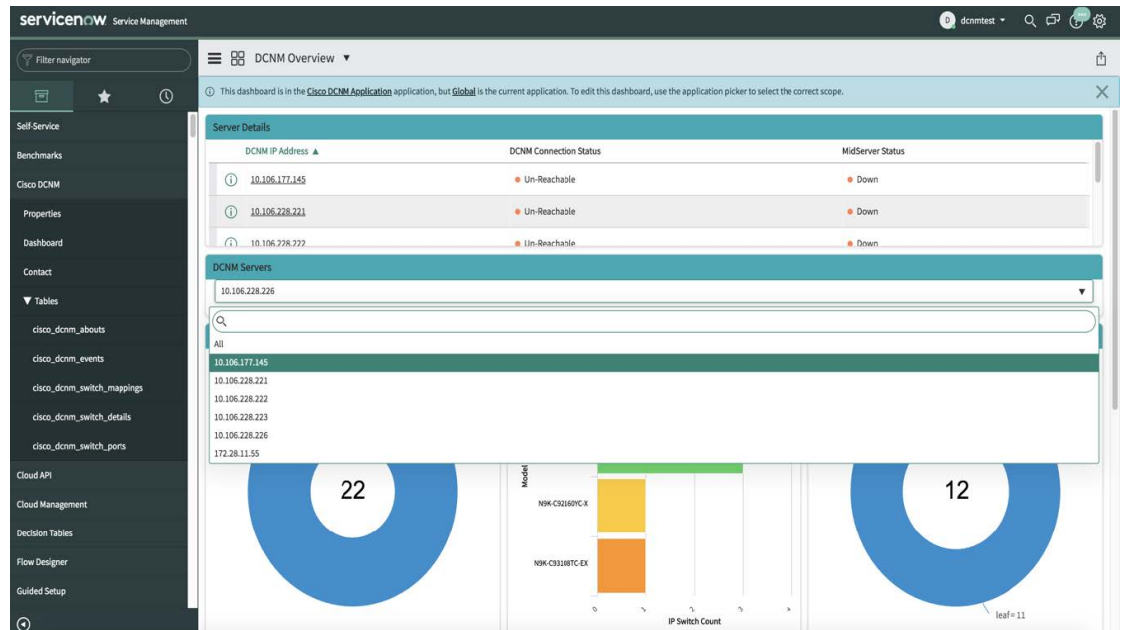 servicenow Service Management
D dcnmtest
Filter navigator
Self-Service
Benchmarks
Cisco DCNM
Properties
Dashboard
Contact
Tables
cisco_dcnm_abouts
cisco_dcnm_events
cisco_dcnm_switch_mappings
cisco_dcnm_switch_details
cisco_dcnm_switch_ports
Cloud API
Cloud Management
Decision Tables
Flow Designer
Guided Setup
DCNM Overview
This dashboard is in the Cisco DCNM Application application, but Global is the current application. To edit this dashboard, use the application picker to select the correct scope.
Server Details
DCNM IP Address DCNM Connection Status MidServer Status
10.106.177.145 Un-Reachable Down
10.106.228.221 Un-Reachable Down
10.106.228.222 Un-Reachable Down
DCNM Servers
10.106.228.226
All
10.106.177.145
10.106.228.221
10.106.228.222
10.106.228.223
10.106.228.226
172.28.11.55
22
Model
N9K-C92160YC-X
N9K-C93108TC-EX
0 1 2 3 4
IP Switch Count
12
leaf = 11